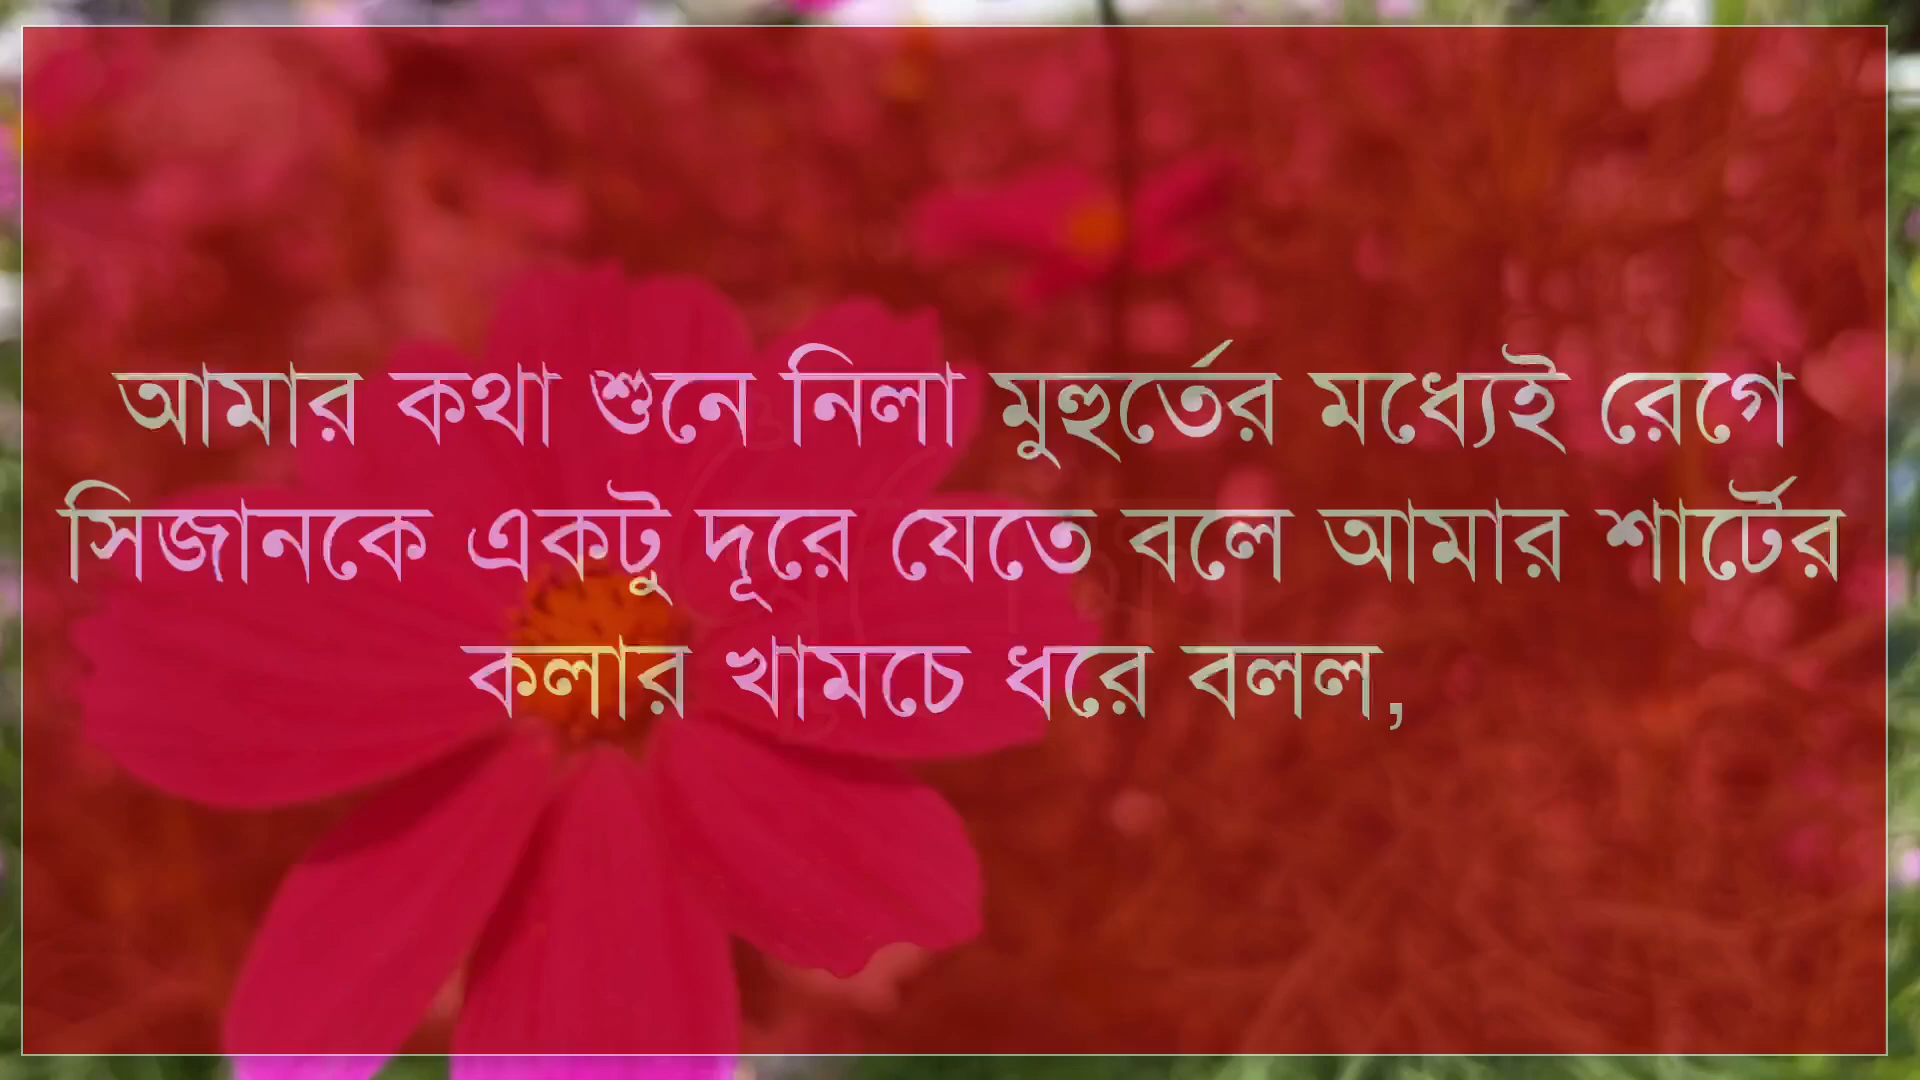 আমার কথা শুনে নিলা মুহুর্তের মধ্যেই রেগে
সিজানকে একটু দূরে যেতে বলে আমার শার্টের
কলার খামচে ধরে বলল,